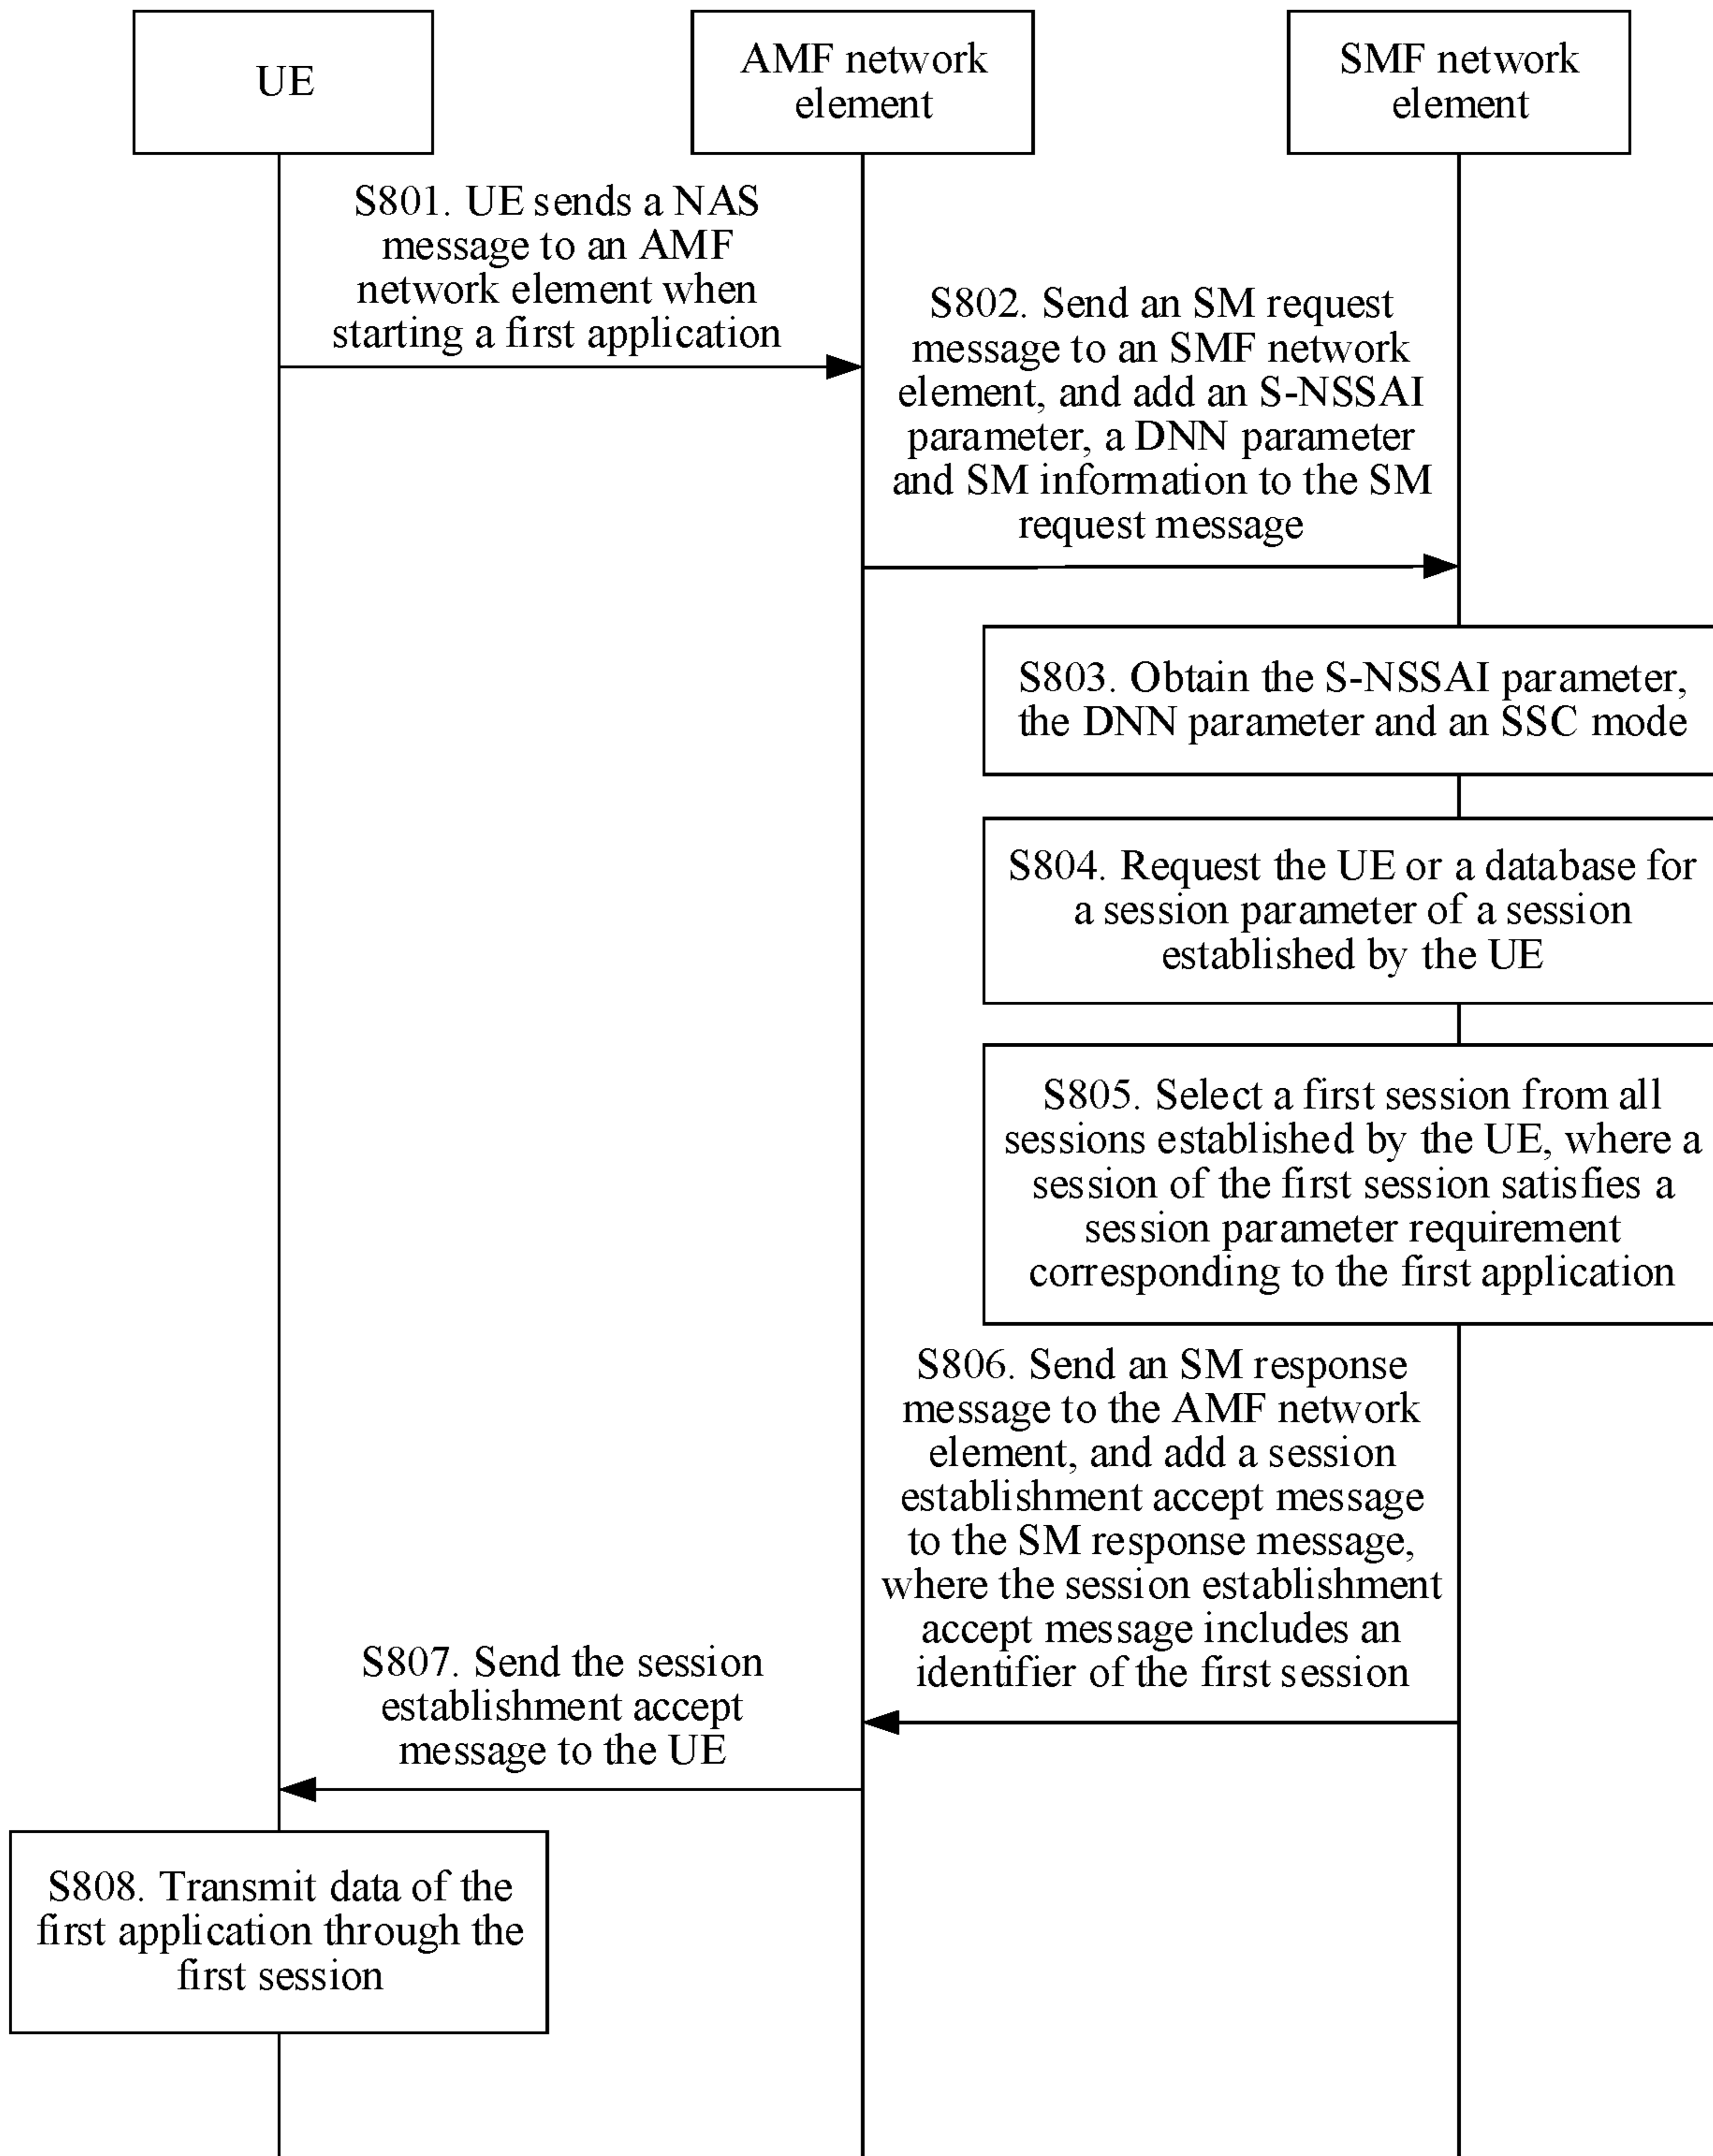 UE
AMF network
element
SMF network
element
S801. UE sends a NAS
message to an AMF
network element when
starting a first application
S802. Send an SM request
message to an SMF network
element, and add an S-NSSAI
parameter, a DNN parameter
and SM information to the SM
request message
S803. Obtain the S-NSSAI parameter,
the DNN parameter and an SSC mode
S804. Request the UE or a database for
a session parameter of a session
established by the UE
S805. Select a first session from all
sessions established by the UE, where a
session of the first session satisfies a
session parameter requirement
corresponding to the first application
S806. Send an SM response
message to the AMF network
element, and add a session
establishment accept message
to the SM response message,
where the session establishment
accept message includes an
identifier of the first session
S807. Send the session
establishment accept
message to the UE
S808. Transmit data of the
first application through the
first session